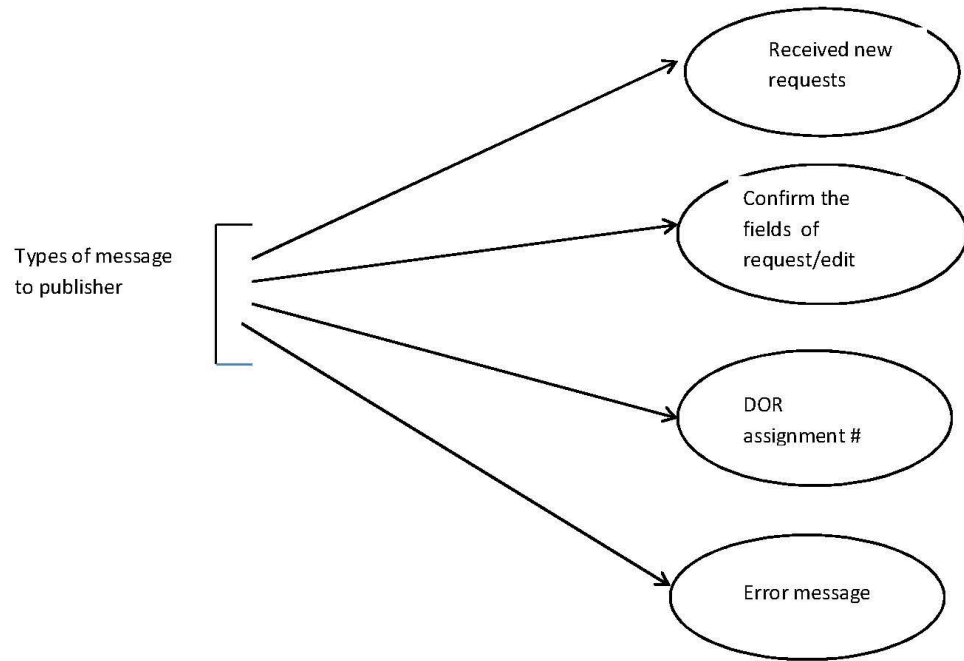 Types of message
to publisher
Received new
requests
Confirm the
fields of
request/edit
DOR
assignment #
Error message